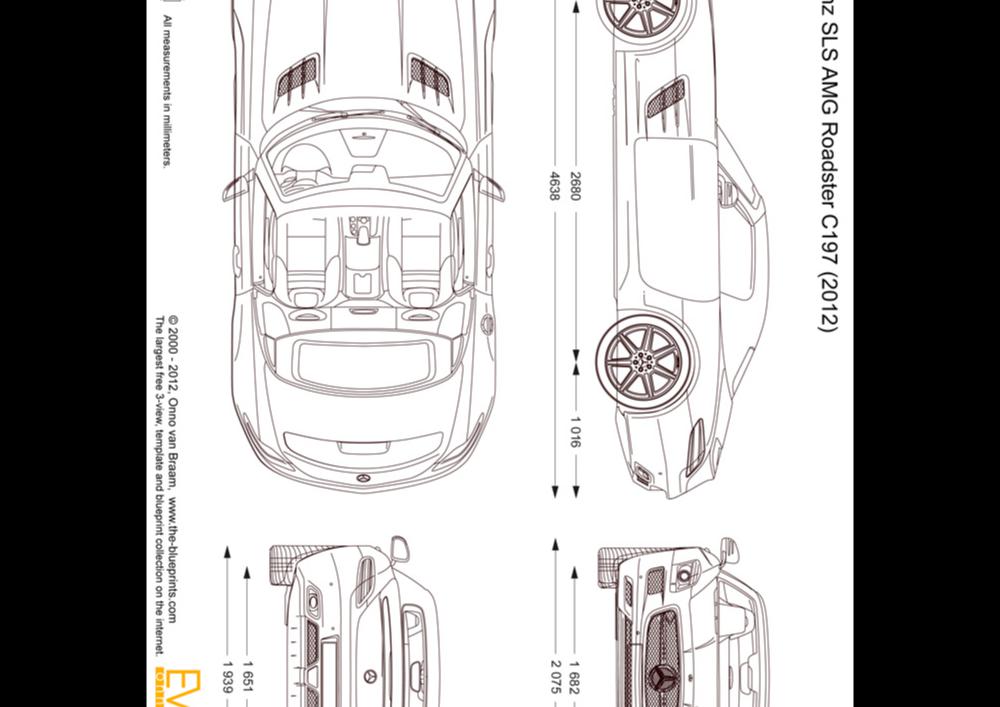 nz SLS AMG Roadster C197 (2012)
2680
4638
1 016
1 682
2 075
1 651
1 939
All measurements in millimeters.
© 2000 - 2012, Onno van Braam, www.the-blueprints.com
The largest free 3-view, template and blueprint collection on the internet.
EV